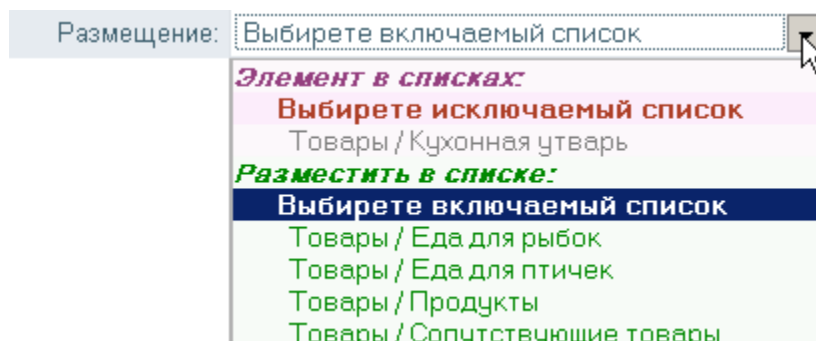 Размещение: Выбирете включаемый список
Элемент в списках:
Выбирете исключаемый список
Товары / Кухонная утварь
Разместить в списке:
Выбирете включаемый список
Товары / Еда для рыбок
Товары / Еда для птичек
Товары / Продукты
Товары / Сопутствующие товары